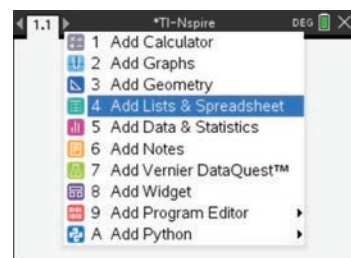 1.1 *TI-Nspire DEG
1 Add Calculator
2 Add Graphs
3 Add Geometry
4 Add Lists & Spreadsheet
5 Add Data & Statistics
6 Add Notes
7 Add Vernier DataQuest™
8 Add Widget
9 Add Program Editor
A Add Python